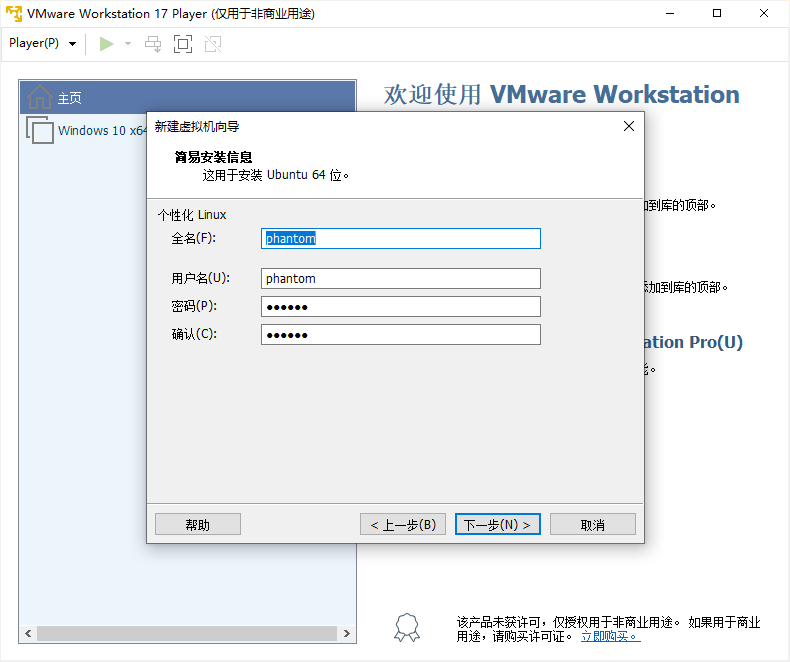 VMware Workstation 17 Player (仅用于非商业用途)
Player(P)
主页
Windows 10 x64
欢迎使用 VMware Workstation
加到库的顶部。
添加到库的顶部。
ation Pro(U)
新建虚拟机向导
简易安装信息
这用于安装 Ubuntu 64 位。
个性化 Linux
全名(F): phantom
用户名(U): phantom
密码(P): ●●●●●●
确认(C): ●●●●●●
帮助
< 上一步(B)
下一步(N) >
取消
该产品未获许可，仅授权用于非商业用途。 如果用于商业
用途，请购买许可证。 立即购买。